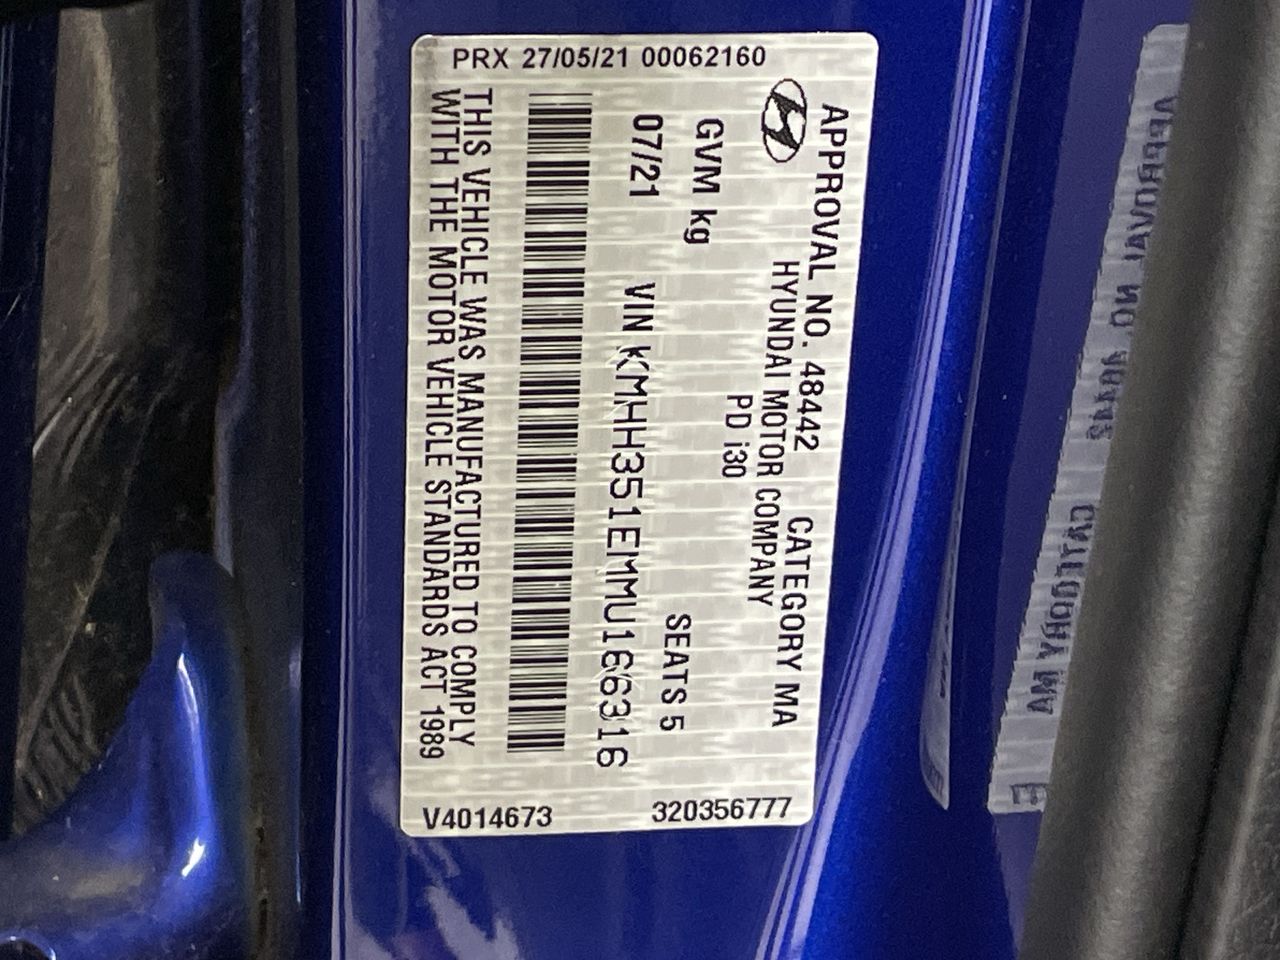 PRX 27/05/21 00062160
APPROVAL NO. 48442 CATEGORY MA
HYUNDAI MOTOR COMPANY
PD i30
GVM kg SEATS 5
07/21 VIN KMHH351EMMU166316
THIS VEHICLE WAS MANUFACTURED TO COMPLY
WITH THE MOTOR VEHICLE STANDARDS ACT 1989
V4014673 320356777